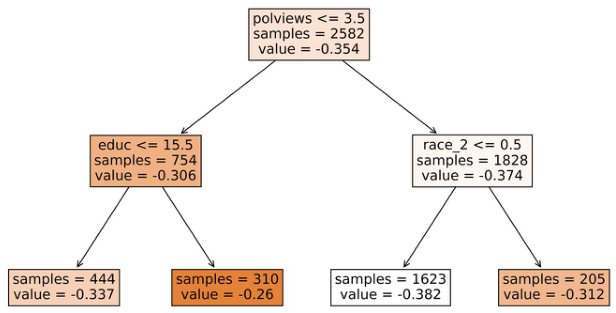 polviews <= 3.5
samples = 2582
value = -0.354
educ <= 15.5
samples = 754
value = -0.306
race_2 <= 0.5
samples = 1828
value = -0.374
samples = 444
value = -0.337
samples = 310
value = -0.26
samples = 1623
value = -0.382
samples = 205
value = -0.312